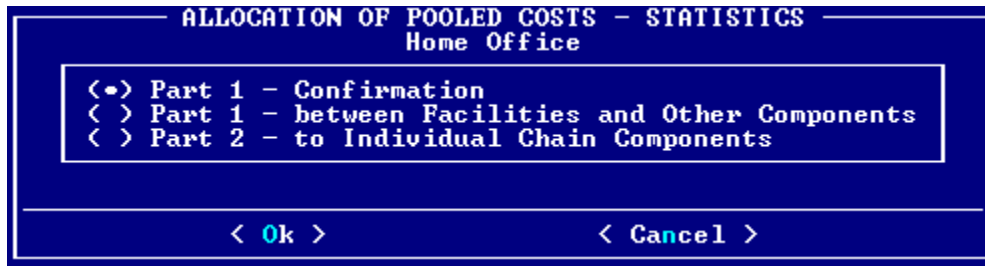 ALLOCATION OF POOLED COSTS - STATISTICS
Home Office
(•) Part 1 - Confirmation
( ) Part 1 - between Facilities and Other Components
( ) Part 2 - to Individual Chain Components
< Ok > < Cancel >